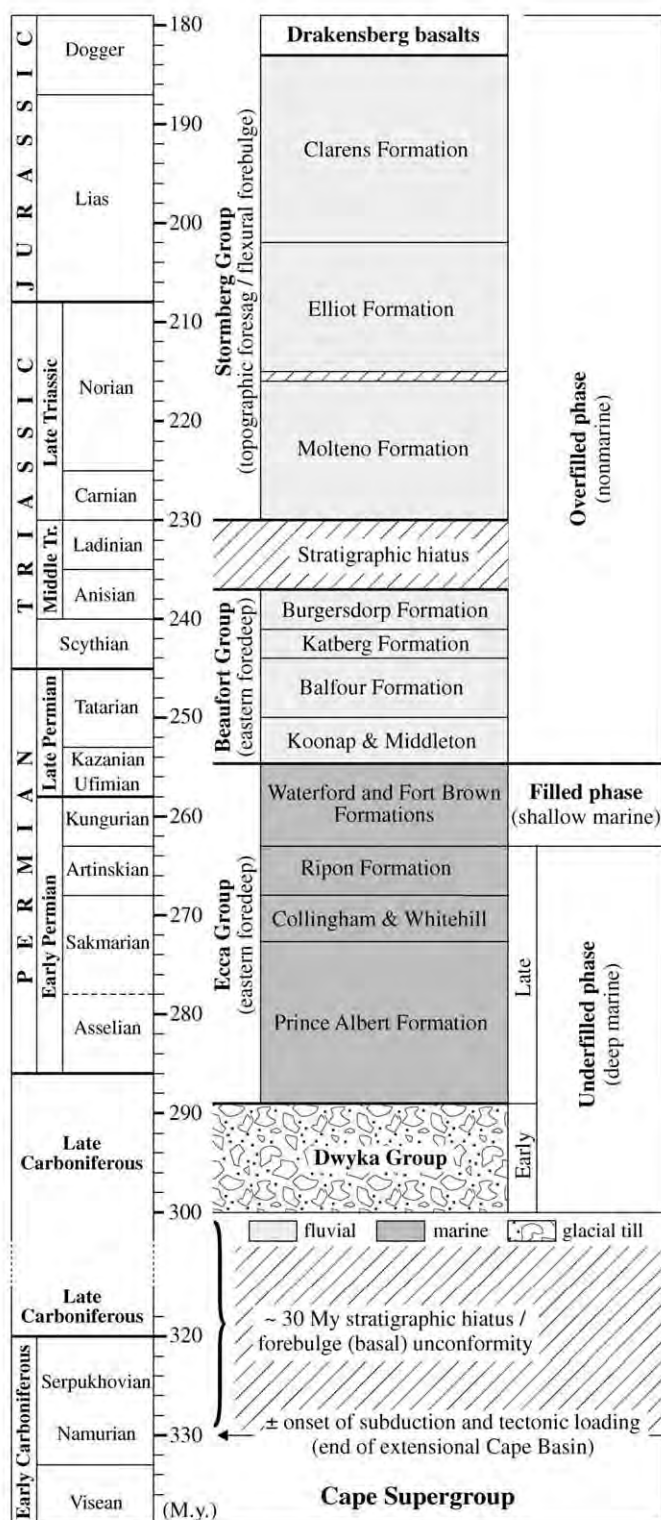 J U R A S S I C
T R I A S S I C
P E R M I A N
Late Triassic
Middle Tr.
Late Permian
Early Permian
Early Carboniferous
Dogger
Lias
Norian
Carnian
Ladinian
Anisian
Scythian
Tatarian
Kazanian
Ufimian
Kungurian
Artinskian
Sakmarian
Asselian
Late
Carboniferous
Late
Carboniferous
Serpukhovian
Namurian
Visean
180
190
200
210
220
230
240
250
260
270
280
290
300
320
330
(M.y.)
Stormberg Group
(topographic foresag / flexural forebulge)
Beaufort Group
(eastern foredeep)
Ecca Group
(eastern foredeep)
Drakensberg basalts
Clarens Formation
Elliot Formation
Molteno Formation
Stratigraphic hiatus
Burgersdorp Formation
Katberg Formation
Balfour Formation
Koonap & Middleton
Waterford and Fort Brown
Formations
Ripon Formation
Collingham & Whitehill
Prince Albert Formation
Dwyka Group
fluvial
marine
glacial till
~ 30 My stratigraphic hiatus /
forebulge (basal) unconformity
± onset of subduction and tectonic loading
(end of extensional Cape Basin)
Cape Supergroup
Overfilled phase
(nonmarine)
Filled phase
(shallow marine)
Late
Early
Underfilled phase
(deep marine)